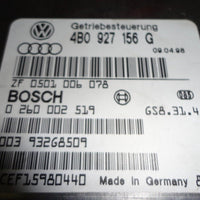 Getriebesteuerung
4B0 927 156 G
09.04.98
ZF 0501 006 078
BOSCH
0 260 002 519
GS8.31.4
003 93268509
CEF15980440
Made in Germany